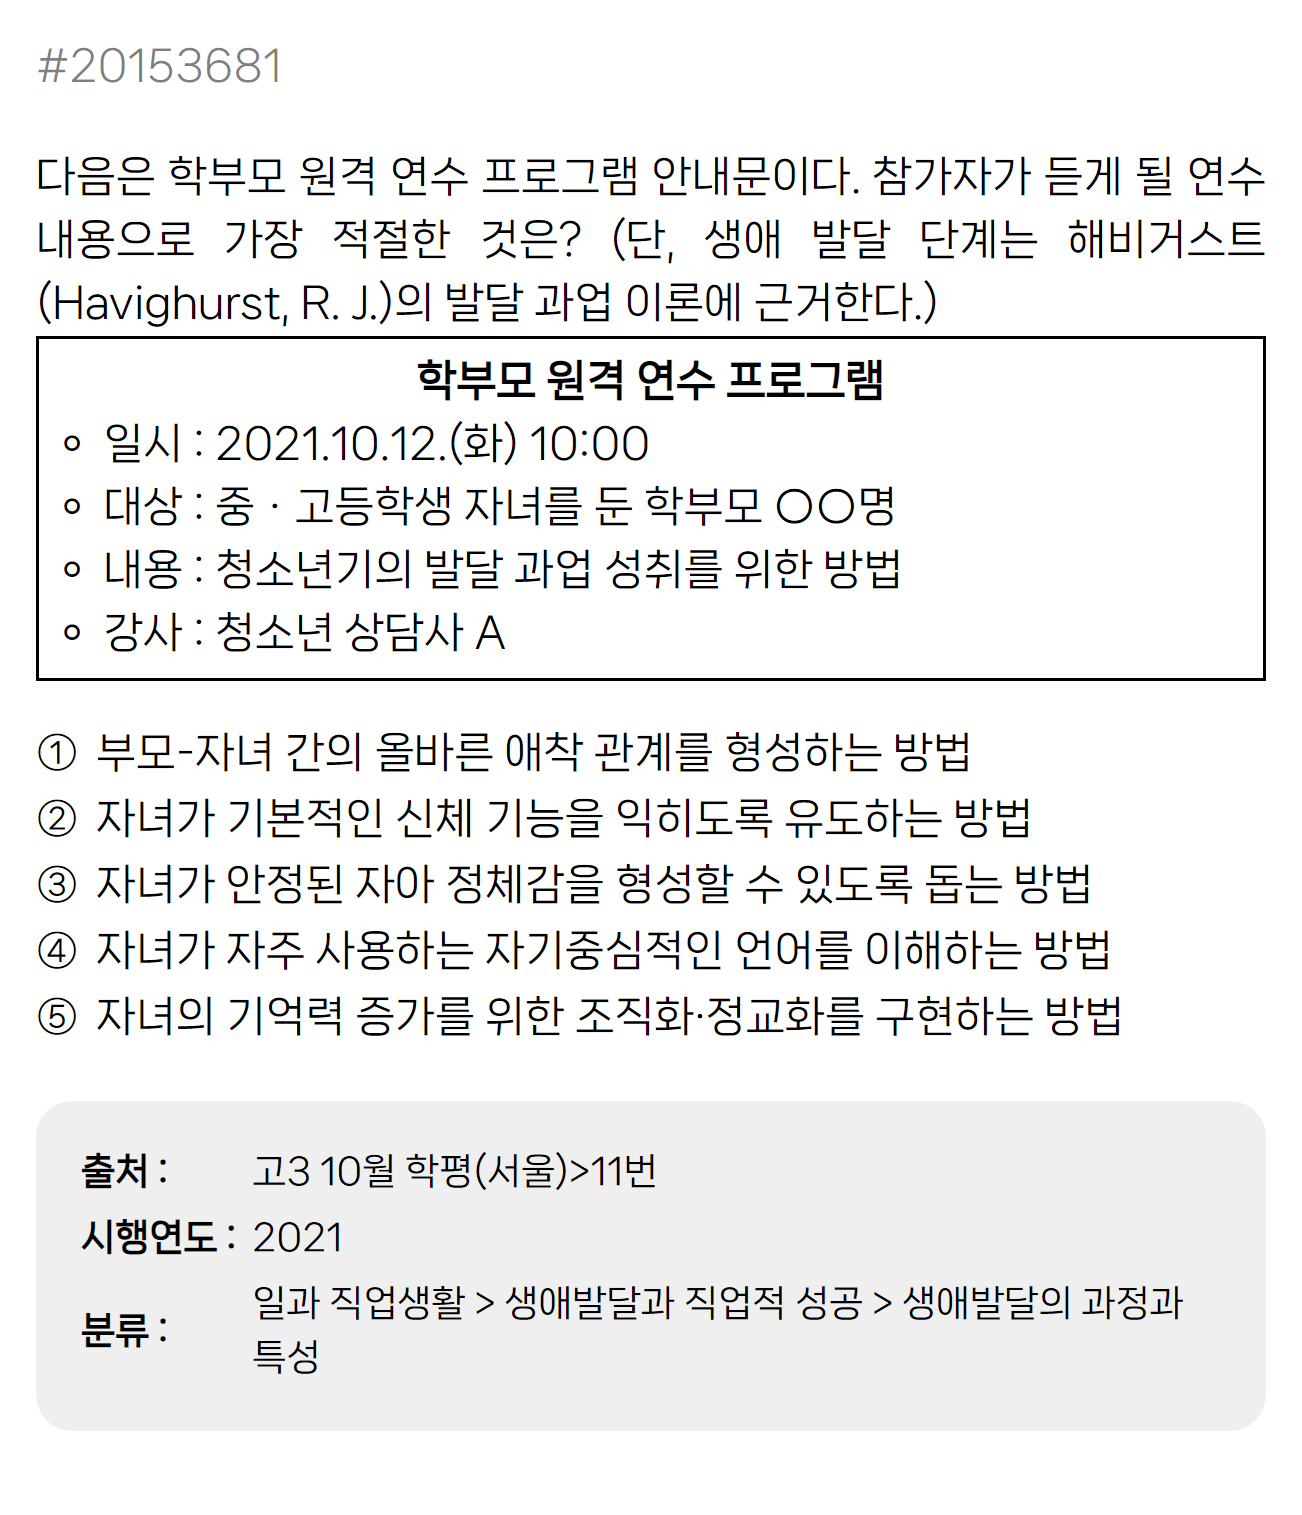 #20153681
다음은 학부모 원격 연수 프로그램 안내문이다. 참가자가 듣게 될 연수
내용으로 가장 적절한 것은? (단, 생애 발달 단계는 해비거스트
(Havighurst, R. J.)의 발달 과업 이론에 근거한다.)
학부모 원격 연수 프로그램
∘ 일시 : 2021.10.12.(화) 10:00
∘ 대상 : 중ㆍ고등학생 자녀를 둔 학부모 〇〇명
∘ 내용 : 청소년기의 발달 과업 성취를 위한 방법
∘ 강사 : 청소년 상담사 A
① 부모-자녀 간의 올바른 애착 관계를 형성하는 방법
② 자녀가 기본적인 신체 기능을 익히도록 유도하는 방법
③ 자녀가 안정된 자아 정체감을 형성할 수 있도록 돕는 방법
④ 자녀가 자주 사용하는 자기중심적인 언어를 이해하는 방법
⑤ 자녀의 기억력 증가를 위한 조직화·정교화를 구현하는 방법
출처 : 고3 10월 학평(서울)>11번
시행연도 : 2021
분류 : 일과 직업생활 > 생애발달과 직업적 성공 > 생애발달의 과정과
특성